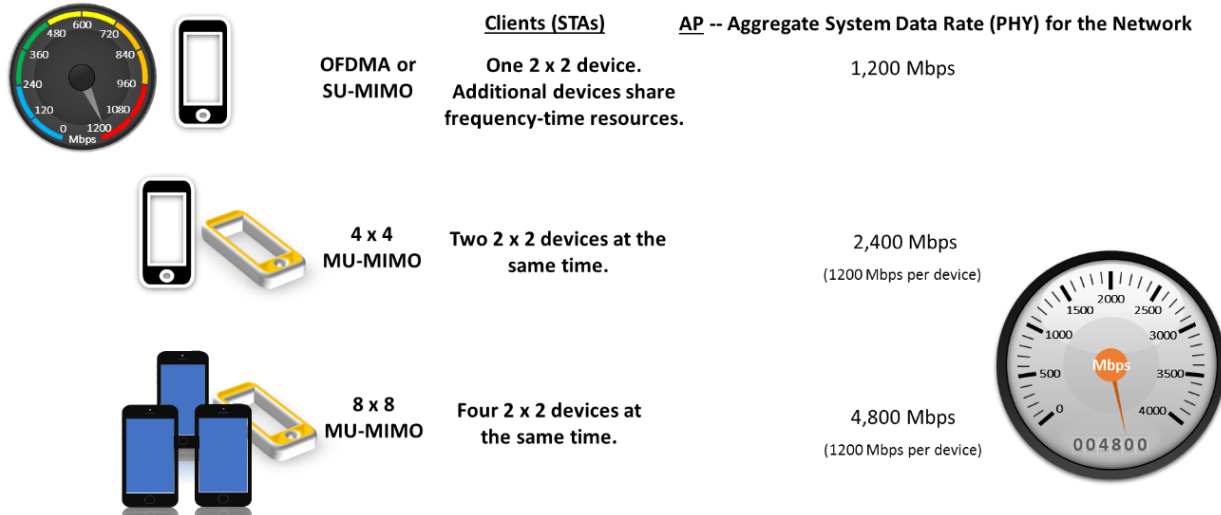 Clients (STAs)
AP -- Aggregate System Data Rate (PHY) for the Network
0
120
240
360
480
600
720
840
960
1080
1200
Mbps
OFDMA or
SU-MIMO
One 2 x 2 device.
Additional devices share
frequency-time resources.
1,200 Mbps
4 x 4
MU-MIMO
Two 2 x 2 devices at the
same time.
2,400 Mbps
(1200 Mbps per device)
8 x 8
MU-MIMO
Four 2 x 2 devices at
the same time.
4,800 Mbps
(1200 Mbps per device)
0
500
1000
1500
2000
2500
3000
3500
4000
Mbps
004800